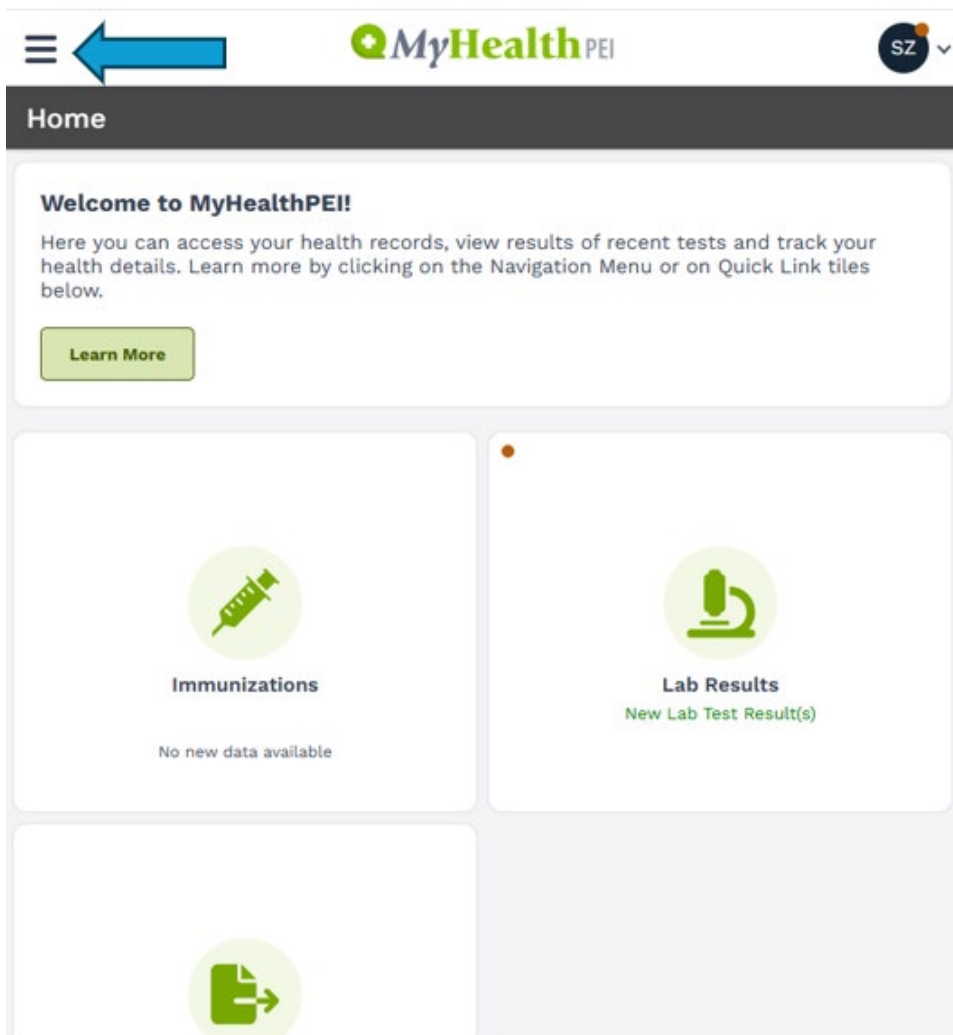 MyHealth PEI
SZ
Home
Welcome to MyHealthPEI!
Here you can access your health records, view results of recent tests and track your
health details. Learn more by clicking on the Navigation Menu or on Quick Link tiles
below.
Learn More
Immunizations
No new data available
Lab Results
New Lab Test Result(s)